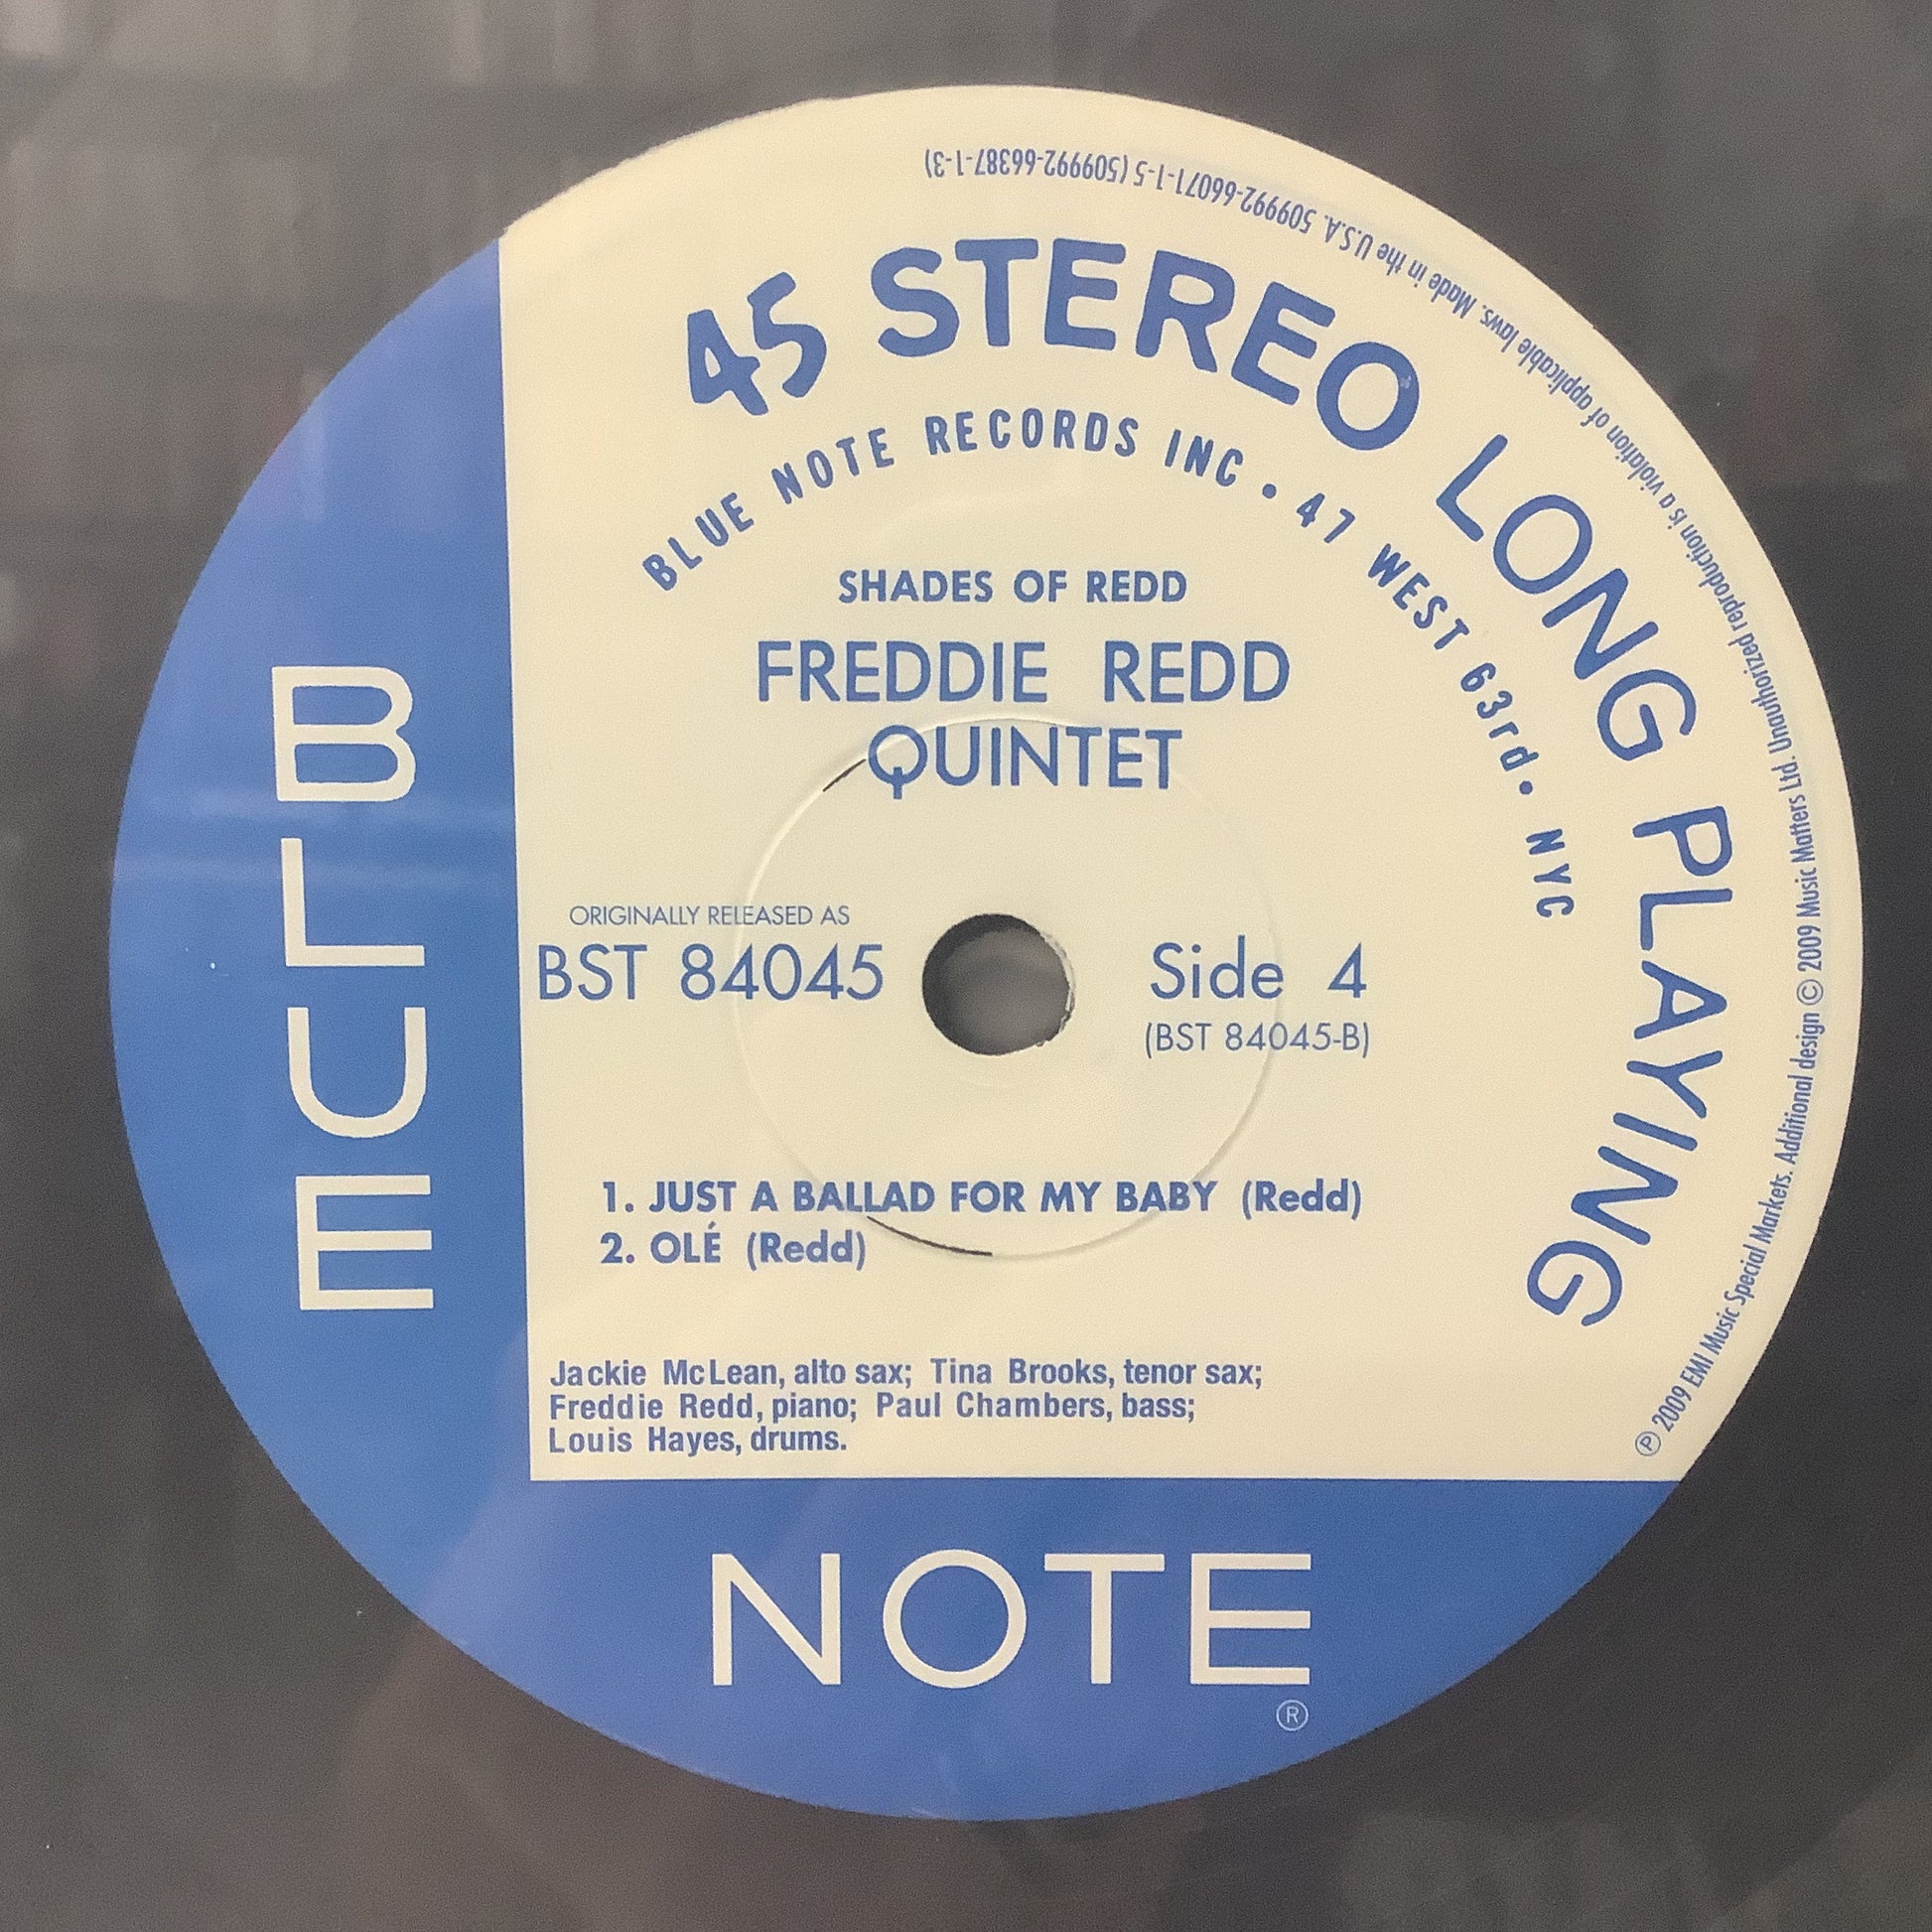 45 STEREO LONG PLAYING
BLUE NOTE RECORDS INC • 47 WEST 63rd • NYC
SHADES OF REDD
FREDDIE REDD
QUINTET
ORIGINALLY RELEASED AS
BST 84045
Side 4
(BST 84045-B)
1. JUST A BALLAD FOR MY BABY (Redd)
2. OLÉ (Redd)
Jackie McLean, alto sax; Tina Brooks, tenor sax;
Freddie Redd, piano; Paul Chambers, bass;
Louis Hayes, drums.
BLUE
NOTE
®
℗ 2009 EMI Music Special Markets. Additional design © 2009 Music Matters Ltd. Unauthorized reproduction is a violation of applicable laws. Made in the U.S.A. 509992-66071-1-5 (509992-66387-1-3)